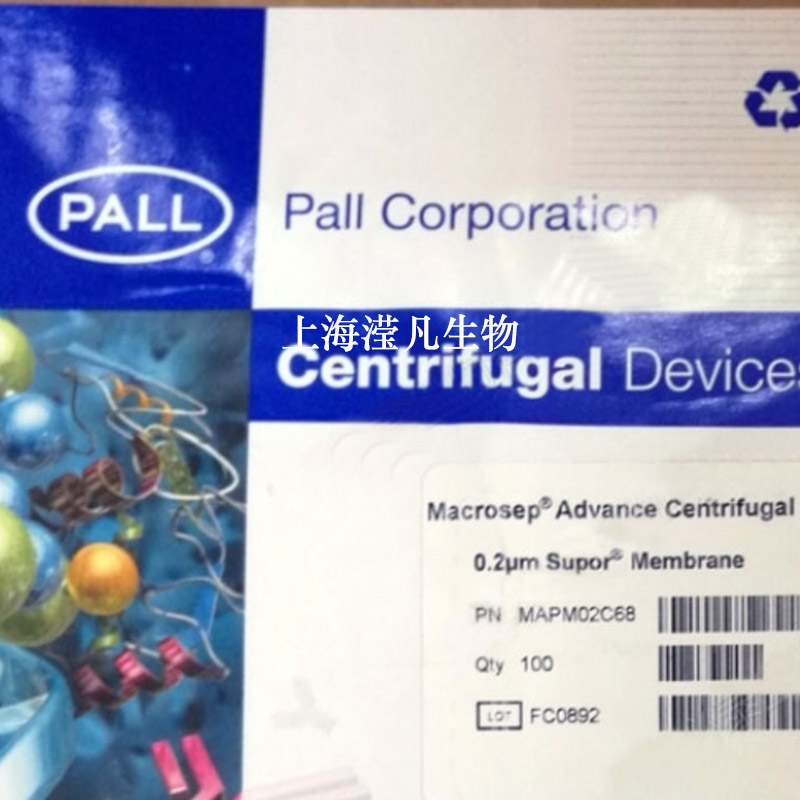 PALL
Pall Corporation
上海滢凡生物
Centrifugal Devices
Macrosep® Advance Centrifugal
0.2µm Supor® Membrane
PN MAPM02C68
Qty 100
LOT FC0892